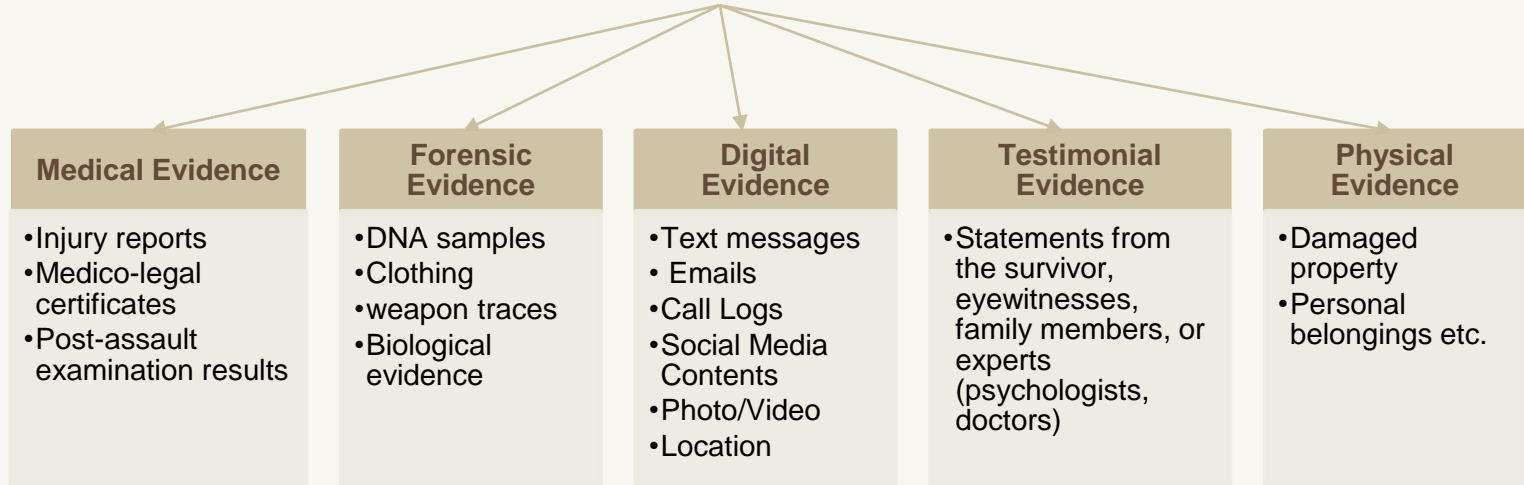 Medical Evidence
•Injury reports
•Medico-legal
certificates
•Post-assault
examination results
Forensic
Evidence
•DNA samples
•Clothing
•weapon traces
•Biological
evidence
Digital
Evidence
•Text messages
• Emails
•Call Logs
•Social Media
Contents
•Photo/Video
•Location
Testimonial
Evidence
•Statements from
the survivor,
eyewitnesses,
family members, or
experts
(psychologists,
doctors)
Physical
Evidence
•Damaged
property
•Personal
belongings etc.